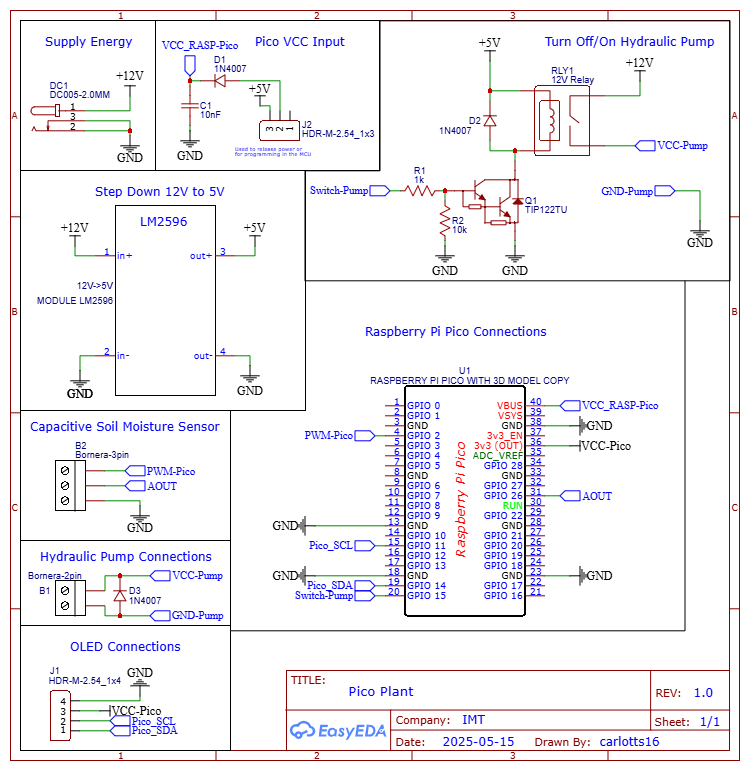 1
2
3
A
B
C
D
Supply Energy
DC1
DC005-2.0MM
+12V
1
3
2
GND
VCC_RASP-Pico
Pico VCC Input
D1
1N4007
+5V
C1
10nF
GND
3 2 1
J2
HDR-M-2.54_1x3
Used to release power or
for programming in the MCU
Turn Off/On Hydraulic Pump
+5V
RLY1
12V Relay
+12V
D2
1N4007
VCC-Pump
Switch-Pump
R1
1k
R2
10k
Q1
TIP122TU
GND
GND
GND-Pump
GND
Step Down 12V to 5V
LM2596
+12V
+5V
1 in+
out+ 3
12V->5V
MODULE LM2596
2 in-
out- 4
GND
GND
Raspberry Pi Pico Connections
U1
RASPBERRY PI PICO WITH 3D MODEL COPY
Raspberry Pi Pico
1 GPIO 0
VBUS 40
VCC_RASP-Pico
2 GPIO 1
VSYS 39
3 GND
GND 38
GND
PWM-Pico
4 GPIO 2
3v3_EN 37
5 GPIO 3
3v3 (OUT) 36
VCC-Pico
6 GPIO 4
ADC_VREF 35
7 GPIO 5
GPIO 28 34
8 GND
GND 33
9 GPIO 6
GPIO 27 32
10 GPIO 7
GPIO 26 31
AOUT
11 GPIO 8
RUN 30
12 GPIO 9
GPIO 22 29
GND
13 GND
GND 28
14 GPIO 10
GPIO 21 27
Pico_SCL
15 GPIO 11
GPIO 20 26
16 GPIO 12
GPIO 19 25
17 GPIO 13
GPIO 18 24
GND
18 GND
GND 23
GND
Pico_SDA
19 GPIO 14
GPIO 17 22
Switch-Pump
20 GPIO 15
GPIO 16 21
Capacitive Soil Moisture Sensor
B2
Bornera-3pin
PWM-Pico
AOUT
GND
Hydraulic Pump Connections
Bornera-2pin
B1
VCC-Pump
D3
1N4007
GND-Pump
OLED Connections
J1
HDR-M-2.54_1x4
GND
4
3
VCC-Pico
2
Pico_SCL
1
Pico_SDA
TITLE:
Pico Plant
REV: 1.0
EasyEDA
Company: IMT
Sheet: 1/1
Date: 2025-05-15
Drawn By: carlotts16
A
B
C
D
1
2
3